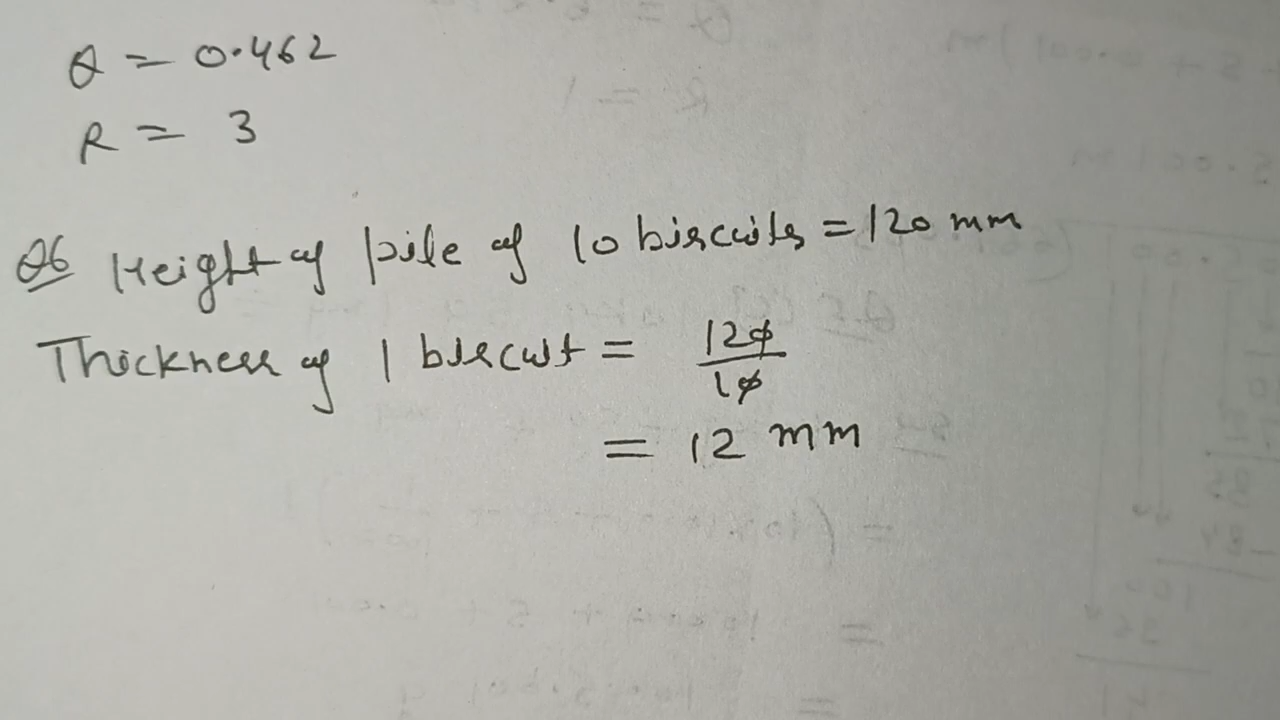 Q = 0.462
R = 3
Q6 Height of pile of 10 biscuits = 120 mm
Thickness of 1 biscuit = 120/10
= 12 mm